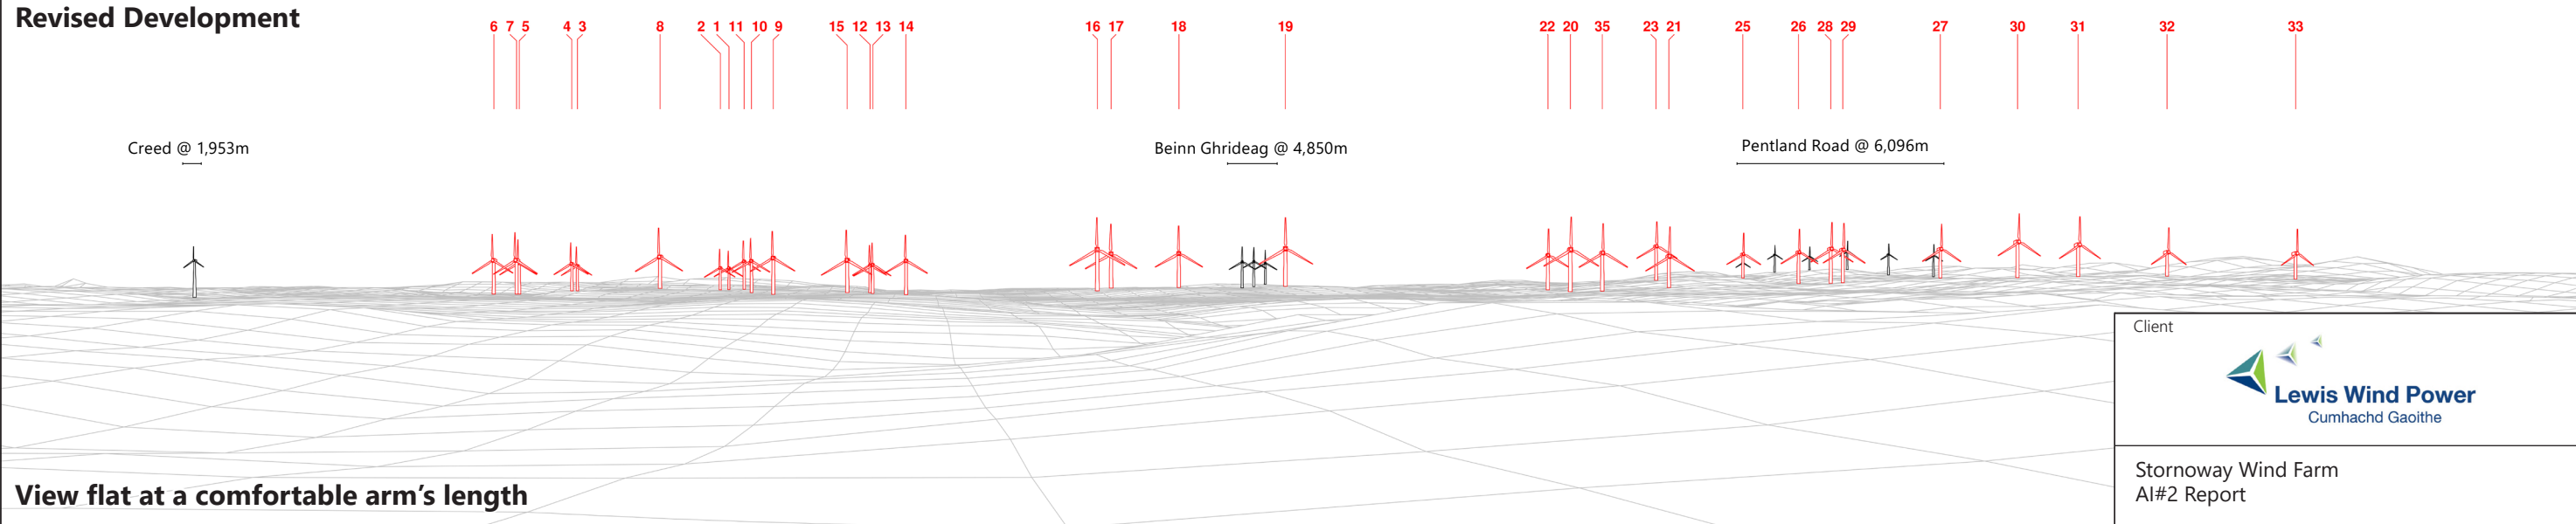 Revised Development
6 7 5 4 3 8 2 1 11 10 9 15 12 13 14 16 17 18 19 22 20 35 23 21 25 26 28 29 27 30 31 32 33
Creed @ 1,953m
Beinn Ghrideag @ 4,850m
Pentland Road @ 6,096m
Client
Lewis Wind Power
Cumhachd Gaoithe
Stornoway Wind Farm
AI#2 Report
View flat at a comfortable arm’s length